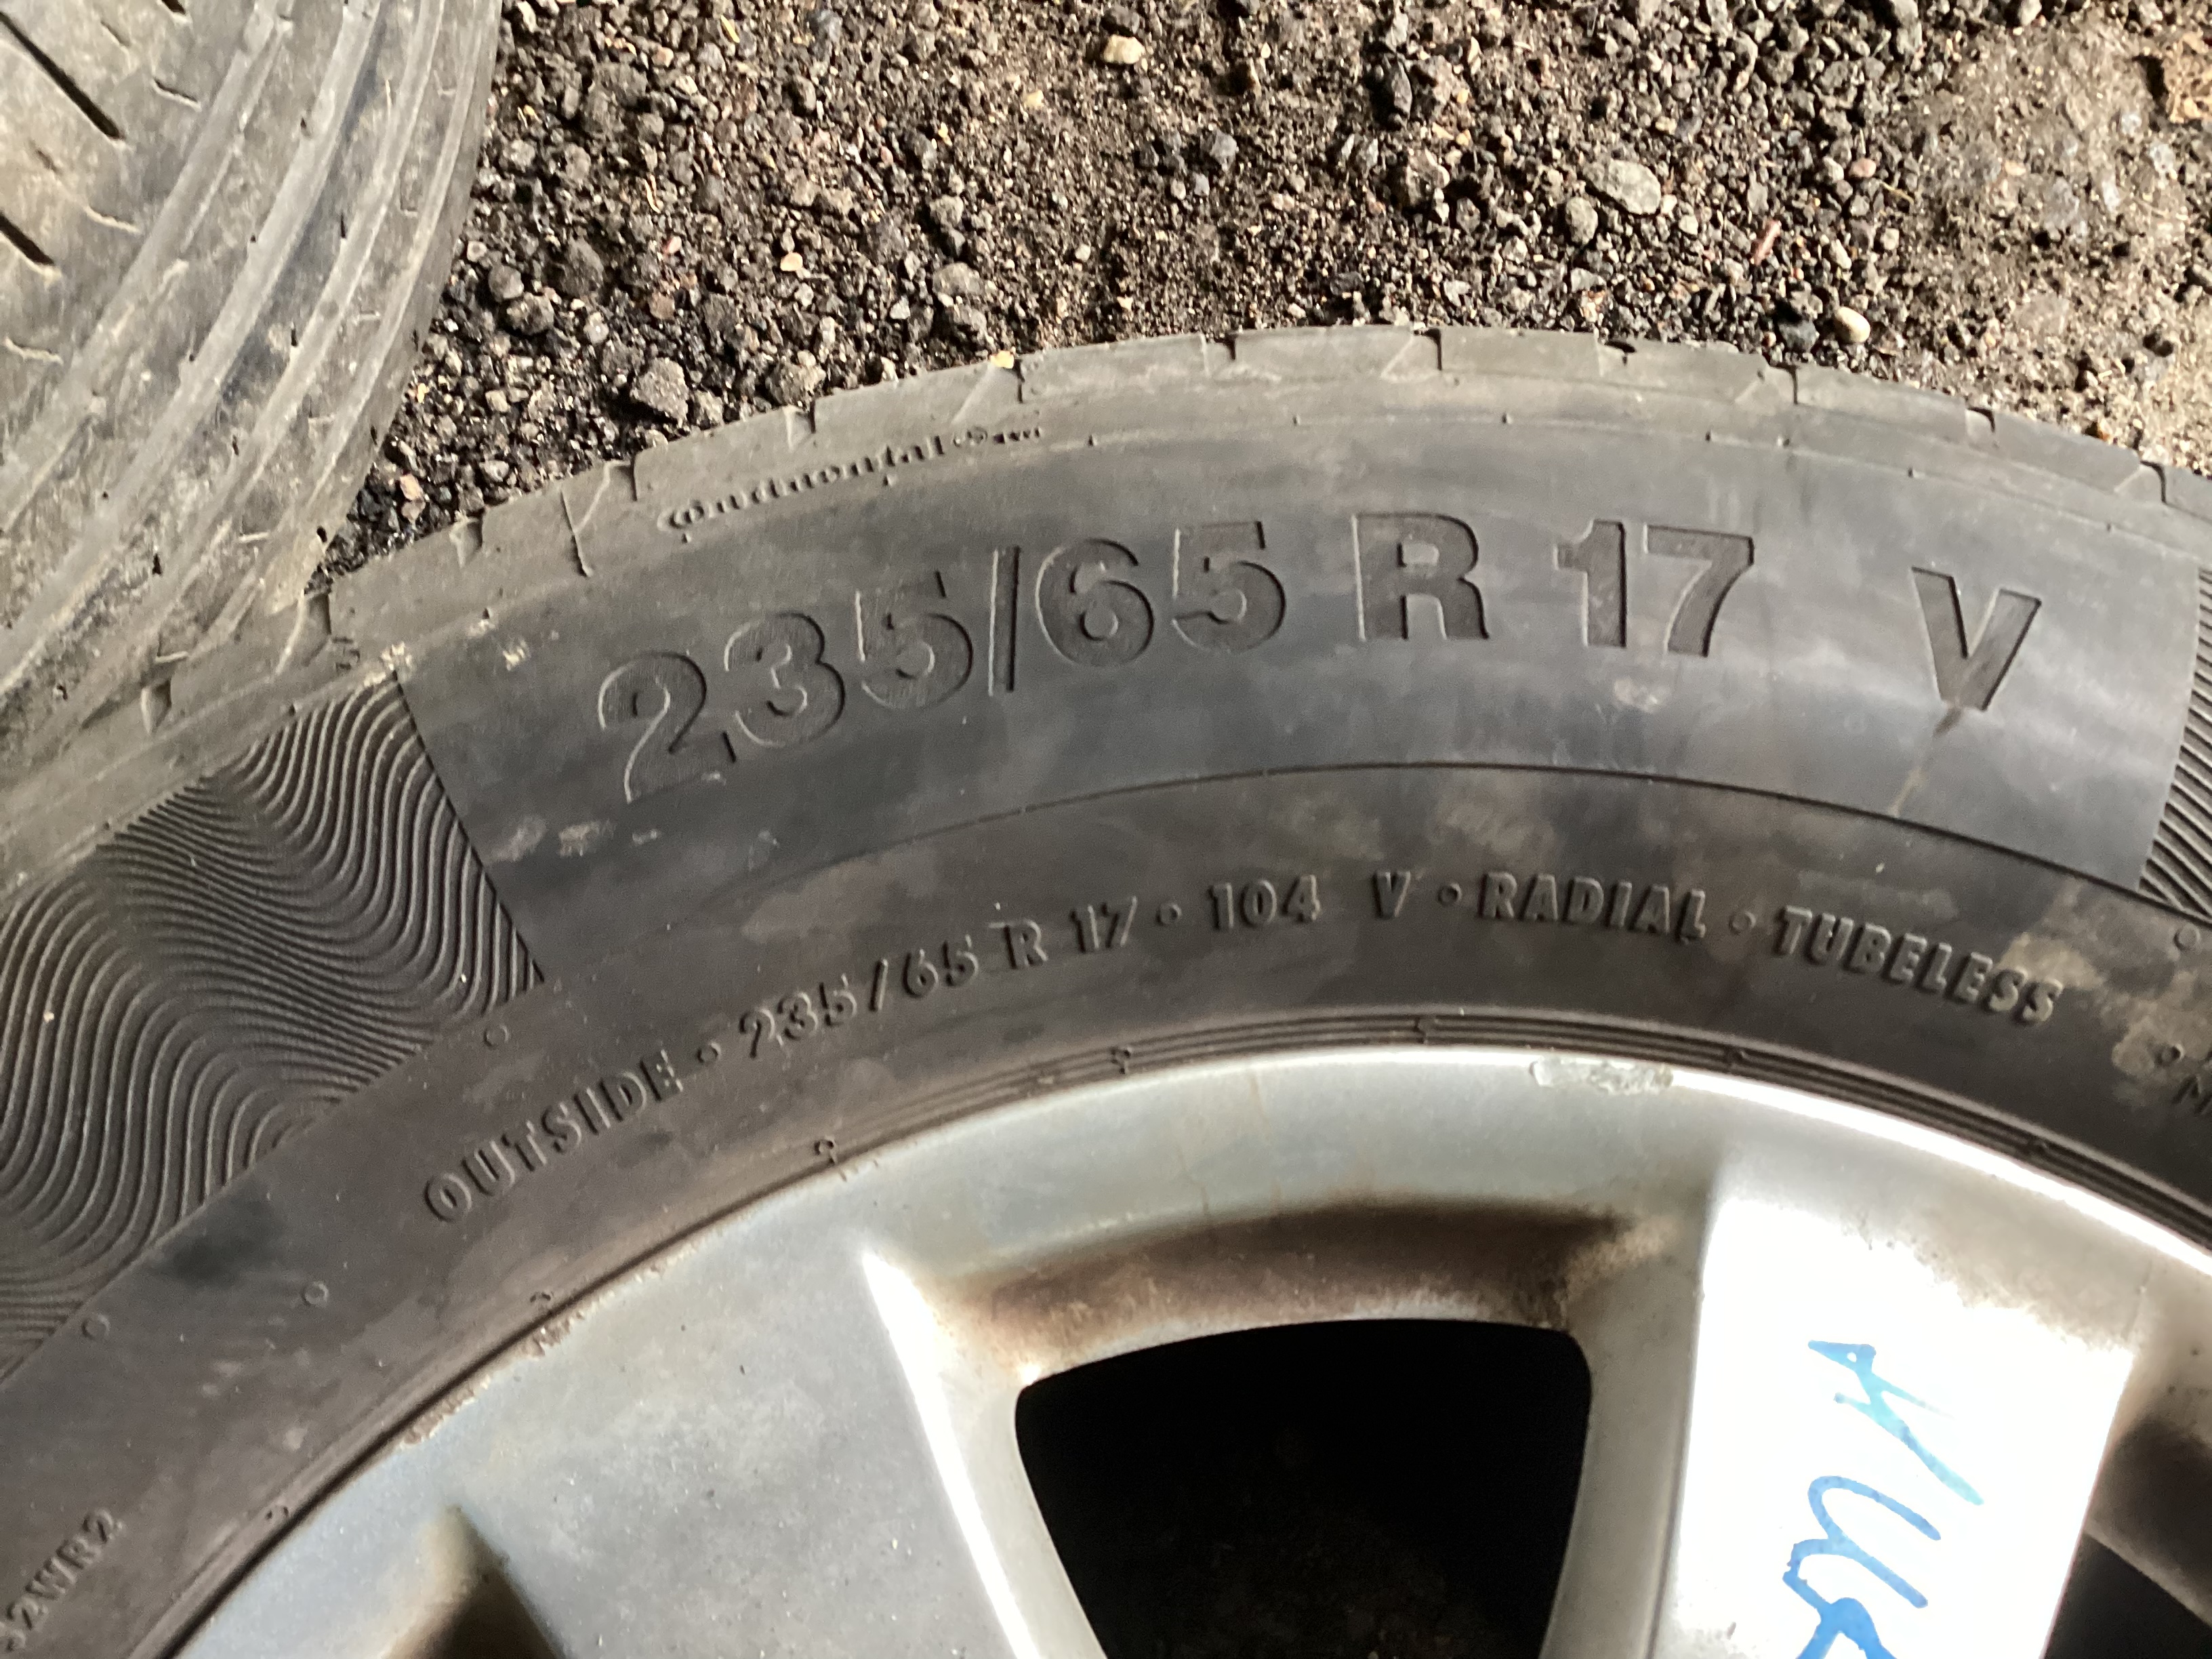 Continental
235/65 R 17 V
OUTSIDE • 235/65 R 17 • 104 V • RADIAL • TUBELESS